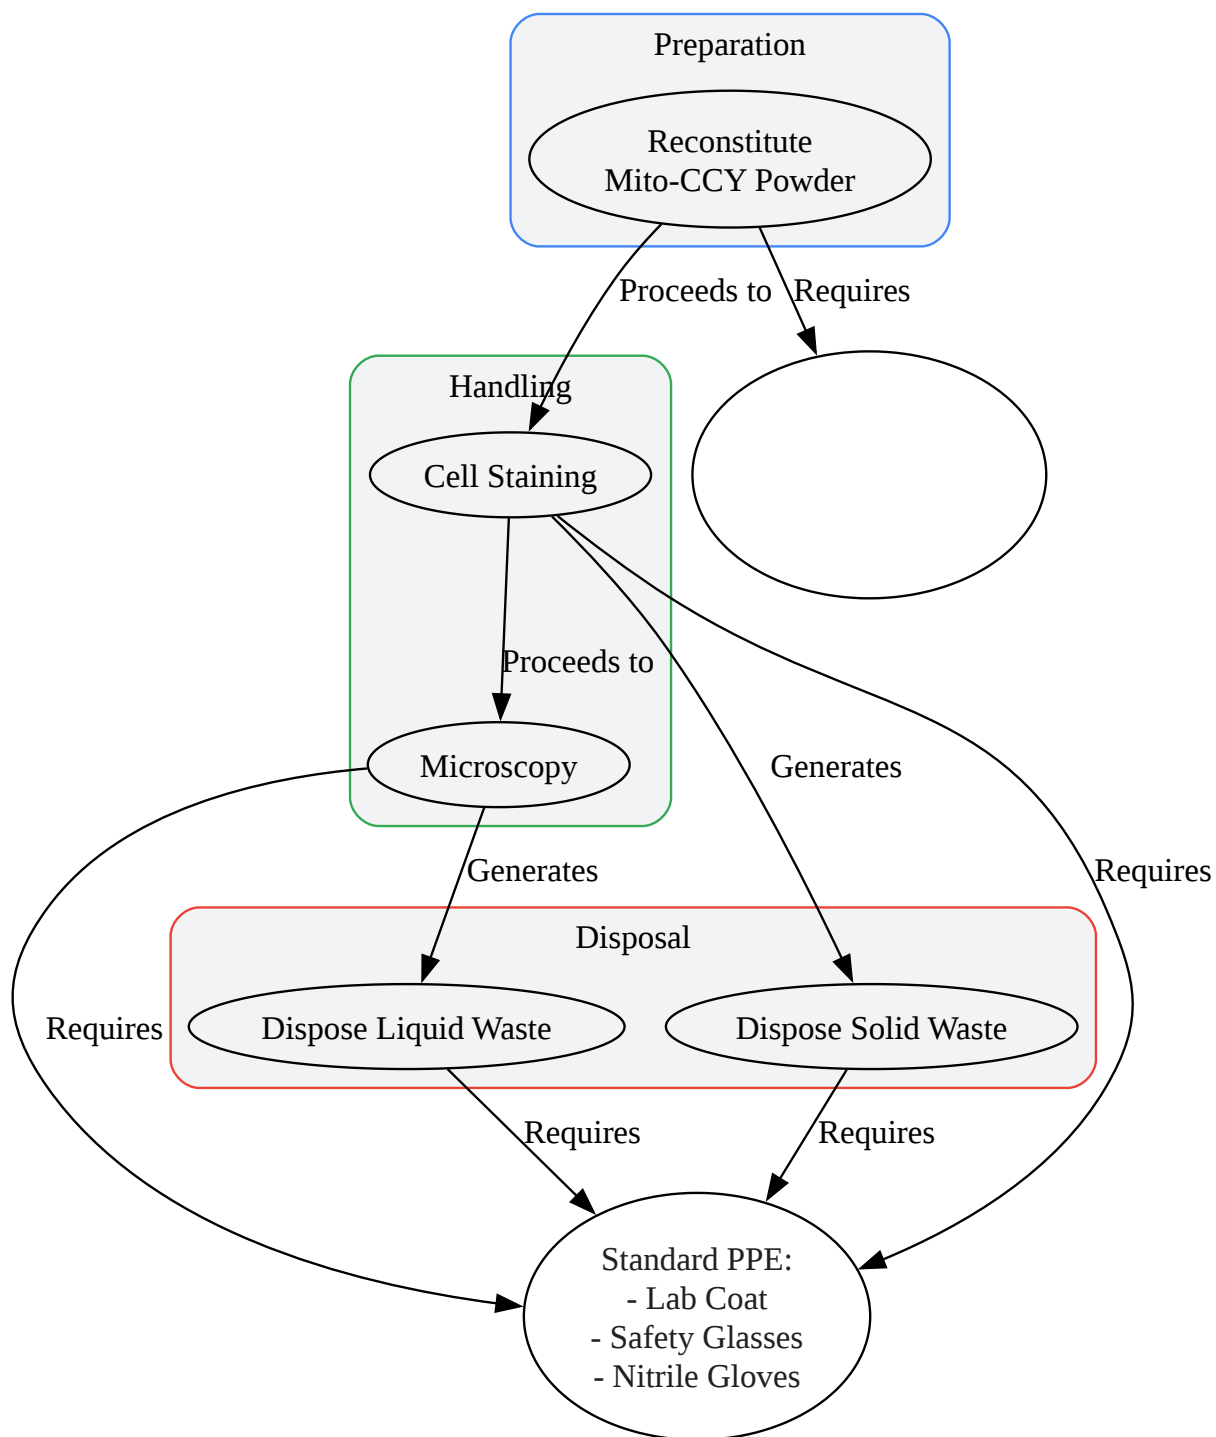 Preparation
Reconstitute
Mito-CCY Powder
Proceeds to
Requires
Handling
Cell Staining
Proceeds to
Microscopy
Generates
Generates
Requires
Disposal
Dispose Liquid Waste
Dispose Solid Waste
Requires
Requires
Requires
Standard PPE:
- Lab Coat
- Safety Glasses
- Nitrile Gloves